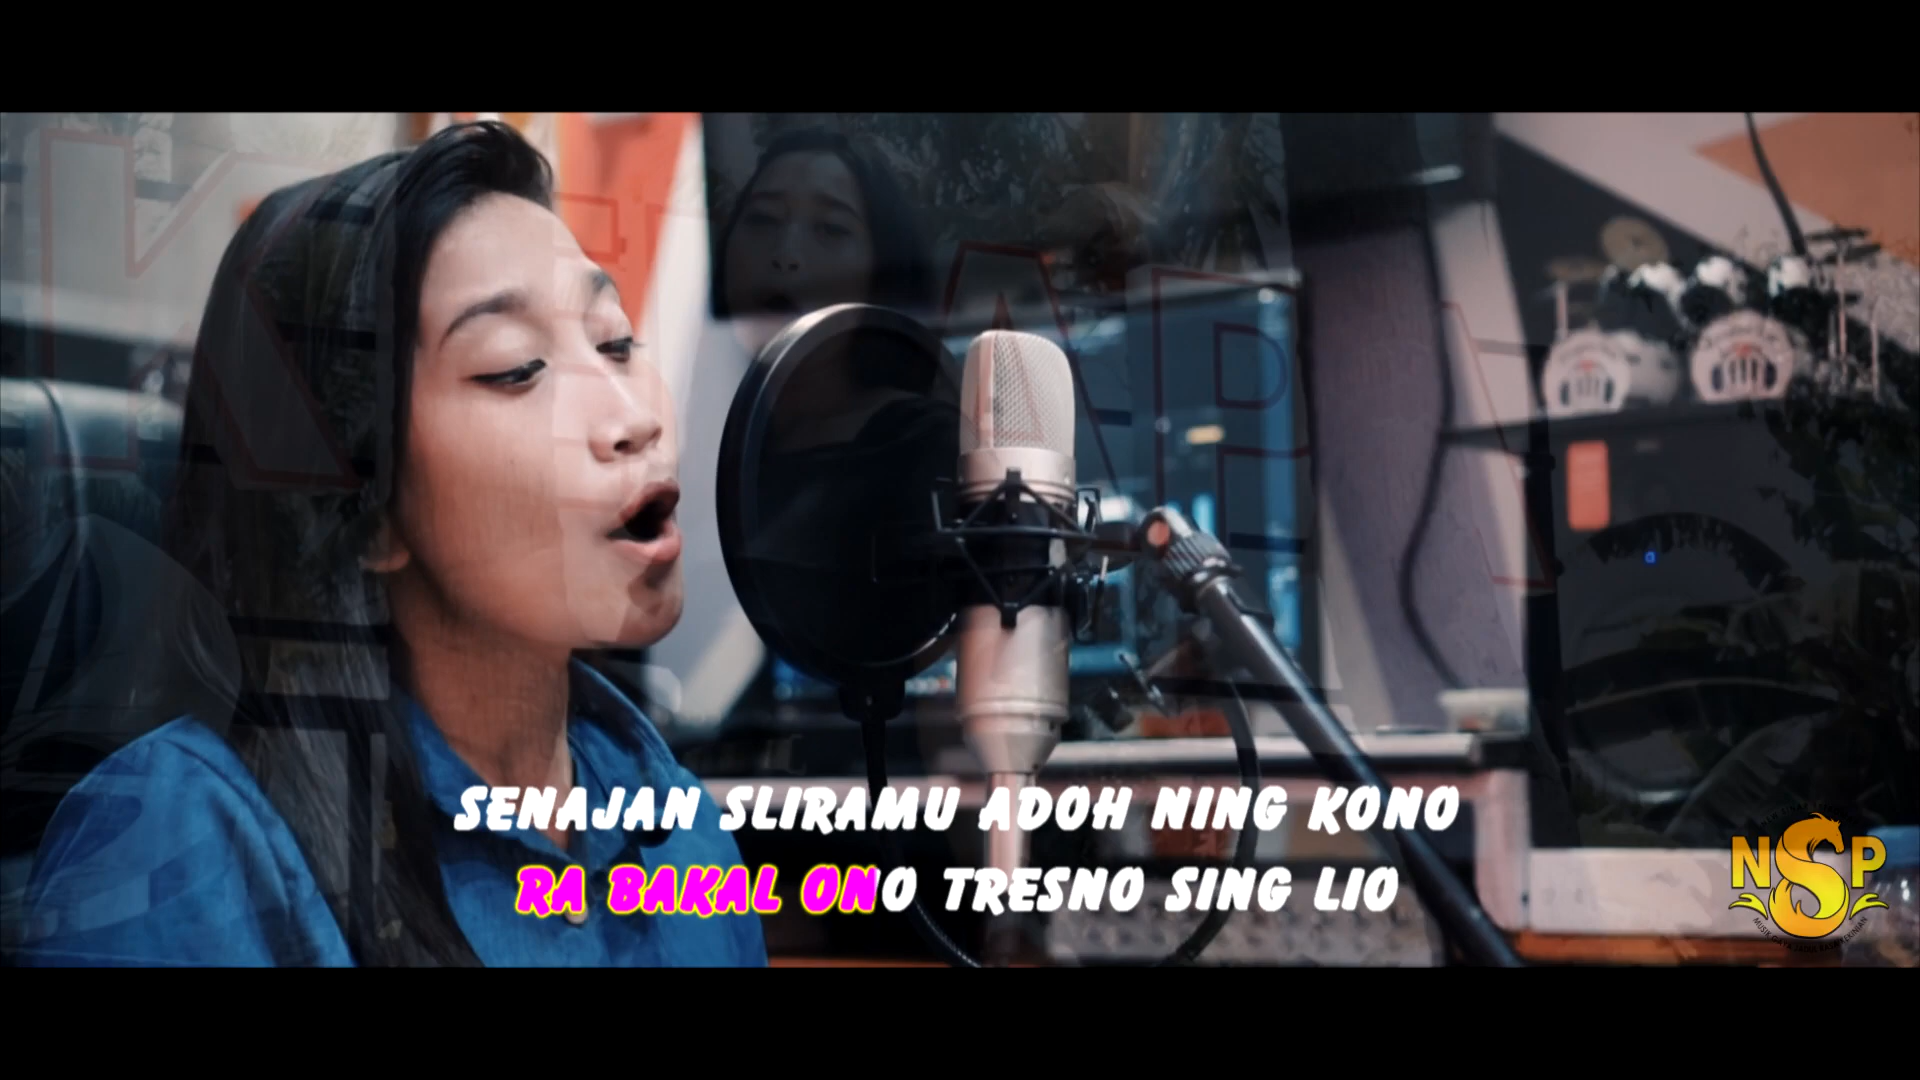 SENAJAN SLIRAMU ADOH NING KONO
RA BAKAL ONO TRESNO SING LIO
NSP